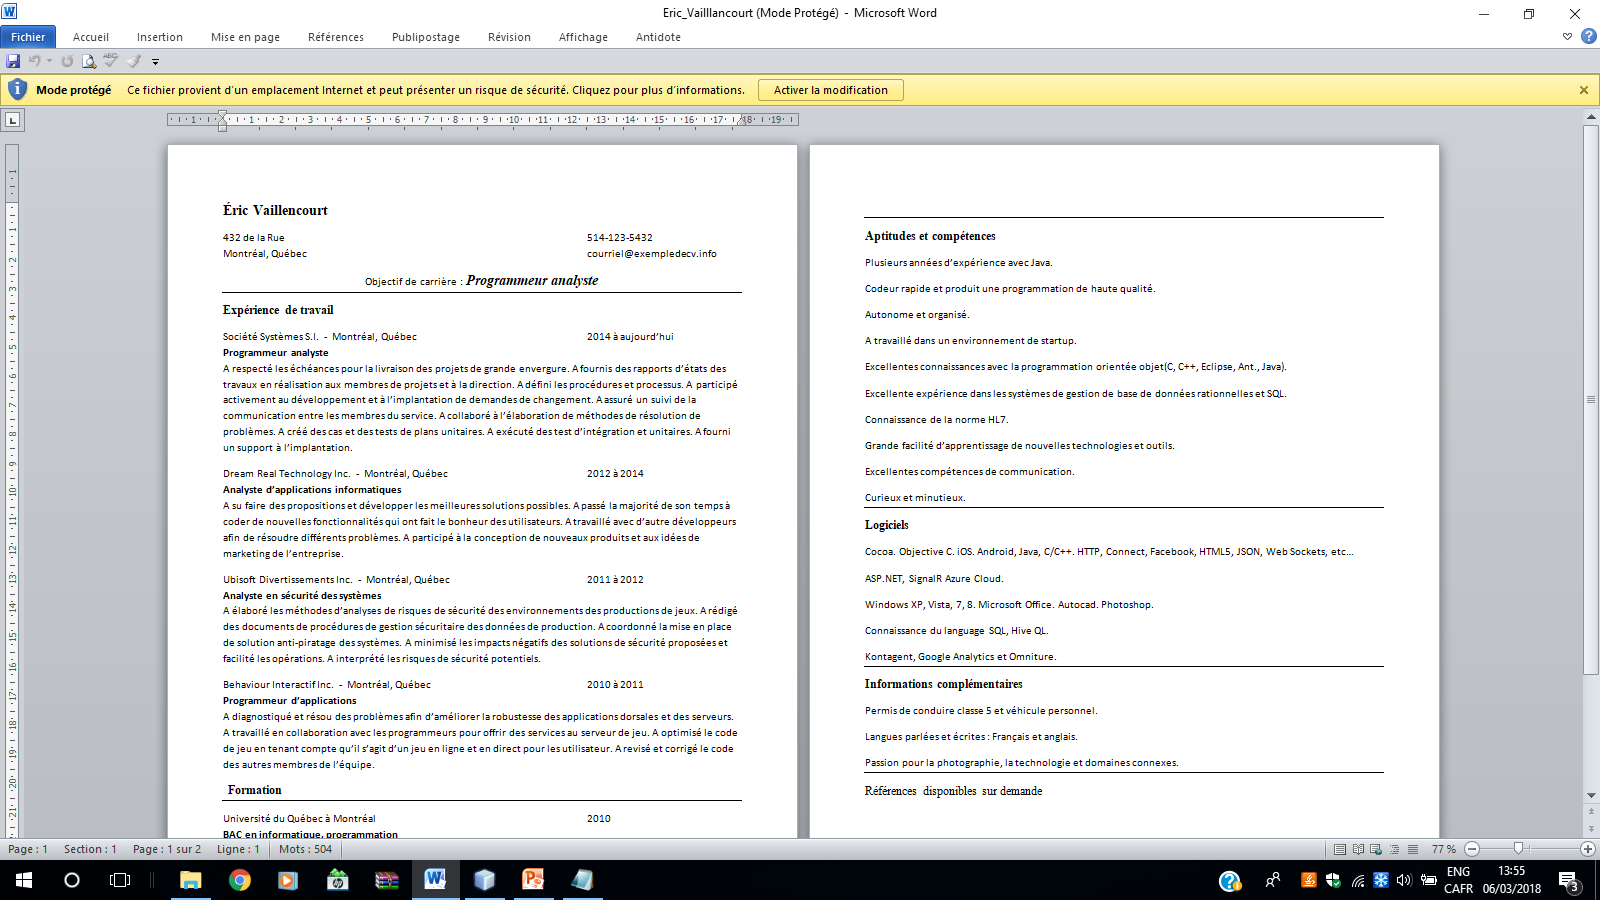 Eric_Vailllancourt (Mode Protégé) - Microsoft Word
Fichier Accueil Insertion Mise en page Références Publipostage Révision Affichage Antidote
Mode protégé Ce fichier provient d'un emplacement Internet et peut présenter un risque de sécurité. Cliquez pour plus d'informations. Activer la modification
1 1 2 3 4 5 6 7 8 9 10 11 12 13 14 15 16 17 18 19
Éric Vaillencourt
432 de la Rue 514-123-5432
Montréal, Québec courriel@exempledecv.info
Objectif de carrière : Programmeur analyste
Expérience de travail
Société Systèmes S.I. - Montréal, Québec 2014 à aujourd'hui
Programmeur analyste
A respecté les échéances pour la livraison des projets de grande envergure. A fournis des rapports d'états des
travaux en réalisation aux membres de projets et à la direction. A défini les procédures et processus. A participé
activement au développement et à l'implantation de demandes de changement. A assuré un suivi de la
communication entre les membres du service. A collaboré à l'élaboration de méthodes de résolution de
problèmes. A créé des cas et des tests de plans unitaires. A exécuté des test d'intégration et unitaires. A fourni
un support à l'implantation.
Dream Real Technology Inc. - Montréal, Québec 2012 à 2014
Analyste d'applications informatiques
A su faire des propositions et développer les meilleures solutions possibles. A passé la majorité de son temps à
coder de nouvelles fonctionnalités qui ont fait le bonheur des utilisateurs. A travaillé avec d'autre développeurs
afin de résoudre différents problèmes. A participé à la conception de nouveaux produits et aux idées de
marketing de l'entreprise.
Ubisoft Divertissements Inc. - Montréal, Québec 2011 à 2012
Analyste en sécurité des systèmes
A élaboré les méthodes d'analyses de risques de sécurité des environnements des productions de jeux. A rédigé
des documents de procédures de gestion sécuritaire des données de production. A coordonné la mise en place
de solution anti-piratage des systèmes. A minimisé les impacts négatifs des solutions de sécurité proposées et
facilité les opérations. A interprété les risques de sécurité potentiels.
Behaviour Interactif Inc. - Montréal, Québec 2010 à 2011
Programmeur d'applications
A diagnostiqué et résou des problèmes afin d'améliorer la robustesse des applications dorsales et des serveurs.
A travaillé en collaboration avec les programmeurs pour offrir des services au serveur de jeu. A optimisé le code
de jeu en tenant compte qu'il s'agit d'un jeu en ligne et en direct pour les utilisateur. A revisé et corrigé le code
des autres membres de l'équipe.
Formation
Université du Québec à Montréal 2010
BAC en informatique, programmation
Aptitudes et compétences
Plusieurs années d'expérience avec Java.
Codeur rapide et produit une programmation de haute qualité.
Autonome et organisé.
A travaillé dans un environnement de startup.
Excellentes connaissances avec la programmation orientée objet(C, C++, Eclipse, Ant., Java).
Excellente expérience dans les systèmes de gestion de base de données rationnelles et SQL.
Connaissance de la norme HL7.
Grande facilité d'apprentissage de nouvelles technologies et outils.
Excellentes compétences de communication.
Curieux et minutieux.
Logiciels
Cocoa. Objective C. iOS. Android, Java, C/C++. HTTP, Connect, Facebook, HTML5, JSON, Web Sockets, etc...
ASP.NET, SignalR Azure Cloud.
Windows XP, Vista, 7, 8. Microsoft Office. Autocad. Photoshop.
Connaissance du language SQL, Hive QL.
Kontagent, Google Analytics et Omniture.
Informations complémentaires
Permis de conduire classe 5 et véhicule personnel.
Langues parlées et écrites : Français et anglais.
Passion pour la photographie, la technologie et domaines connexes.
Références disponibles sur demande
Page : 1 Section : 1 Page : 1 sur 2 Ligne : 1 Mots : 504 77 %
ENG 13:55
CAFR 06/03/2018 3